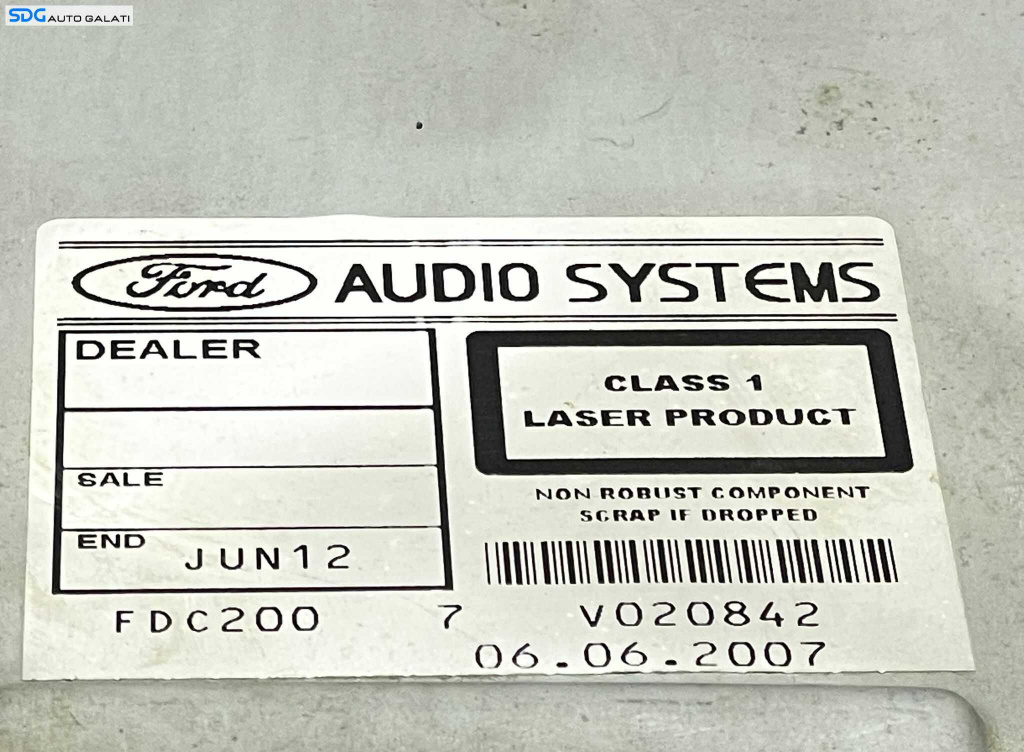 SDG AUTO GALATI
Ford AUDIO SYSTEMS
DEALER
CLASS 1
LASER PRODUCT
SALE
NON ROBUST COMPONENT
SCRAP IF DROPPED
END JUN12
FDC200 7 V020842
06.06.2007